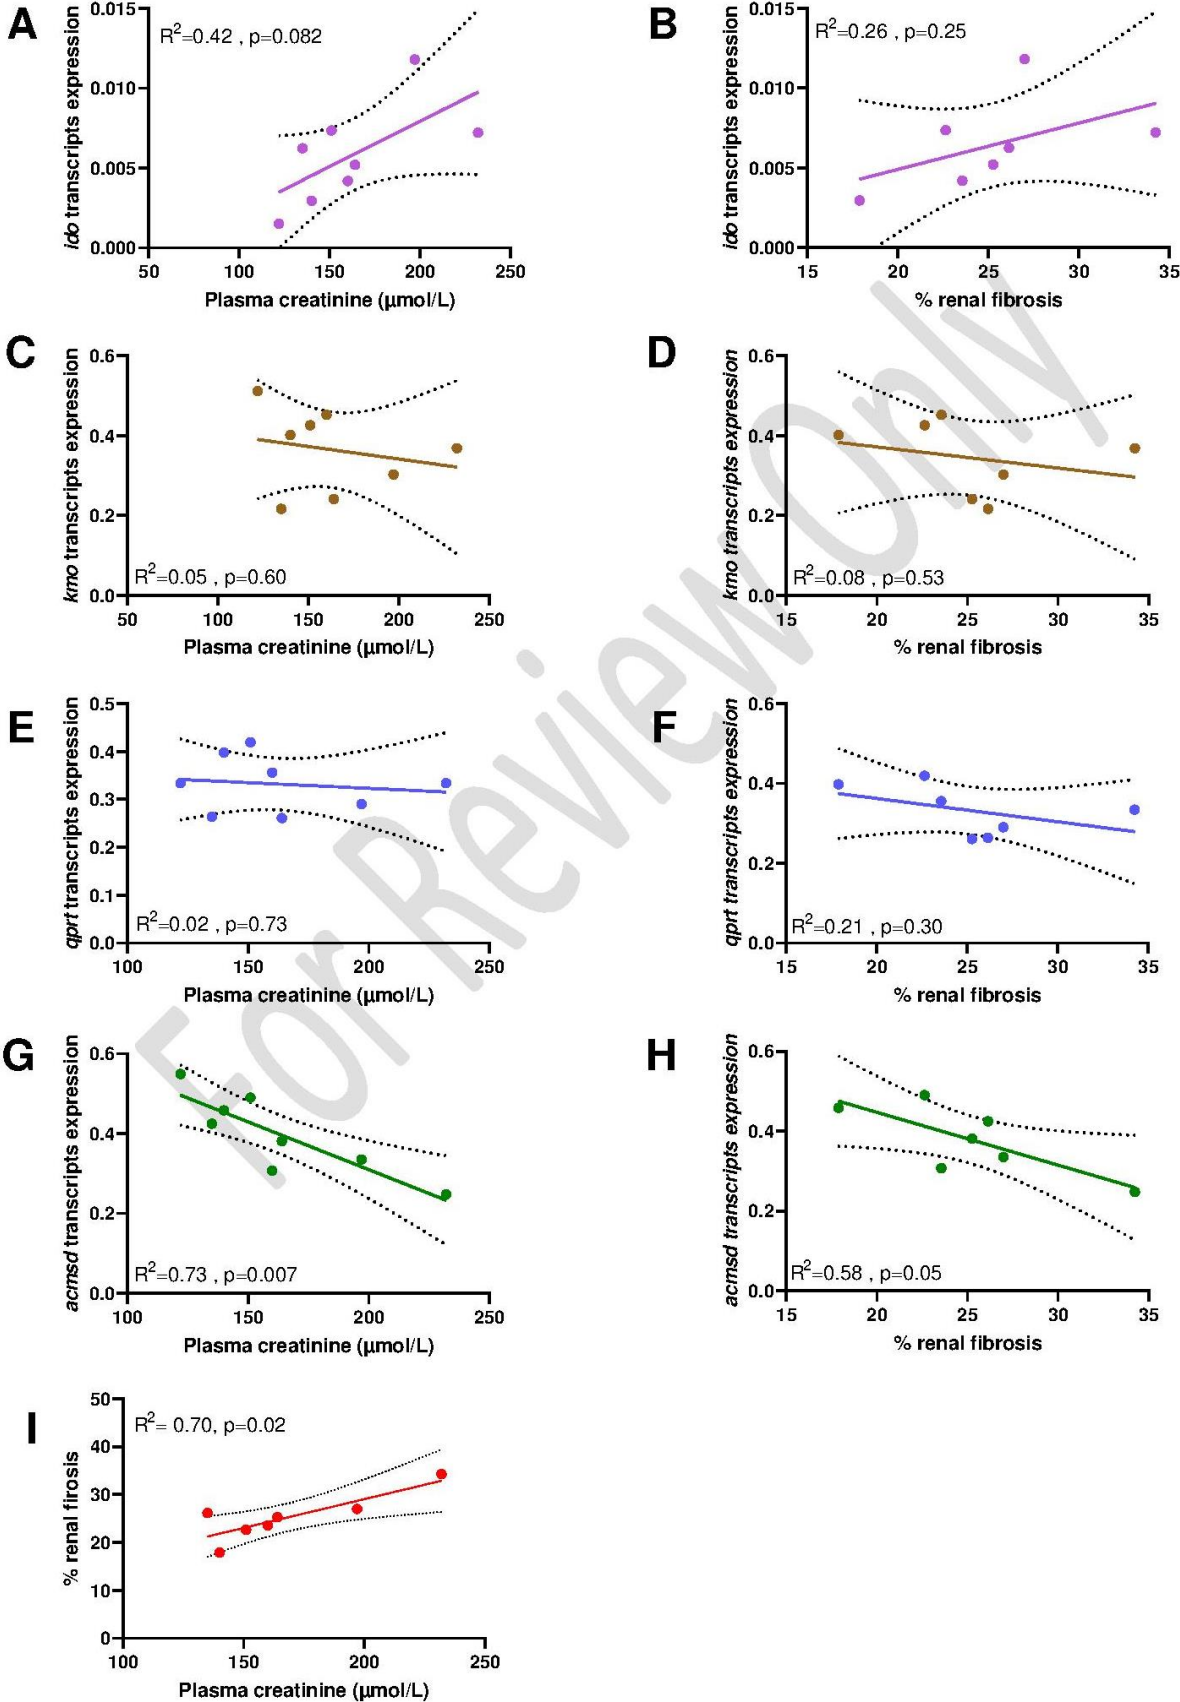 A
R²=0.42 , p=0.082
ido transcripts expression
0.015
0.010
0.005
0.000
50 100 150 200 250
Plasma creatinine (µmol/L)
B
R²=0.26 , p=0.25
ido transcripts expression
0.015
0.010
0.005
0.000
15 20 25 30 35
% renal fibrosis
C
kmo transcripts expression
0.6
0.4
0.2
0.0
R²=0.05 , p=0.60
50 100 150 200 250
Plasma creatinine (µmol/L)
D
kmo transcripts expression
0.6
0.4
0.2
0.0
R²=0.08 , p=0.53
15 20 25 30 35
% renal fibrosis
E
qprt transcripts expression
0.5
0.4
0.3
0.2
0.1
0.0
R²=0.02 , p=0.73
100 150 200 250
Plasma creatinine (µmol/L)
F
qprt transcripts expression
0.6
0.4
0.2
0.0
R²=0.21 , p=0.30
15 20 25 30 35
% renal fibrosis
G
acmsd transcripts expression
0.6
0.4
0.2
0.0
R²=0.73 , p=0.007
100 150 200 250
Plasma creatinine (µmol/L)
H
acmsd transcripts expression
0.6
0.4
0.2
0.0
R²=0.58 , p=0.05
15 20 25 30 35
% renal fibrosis
I
R²= 0.70, p=0.02
% renal firosis
50
40
30
20
10
0
100 150 200 250
Plasma creatinine (µmol/L)
For Review Only